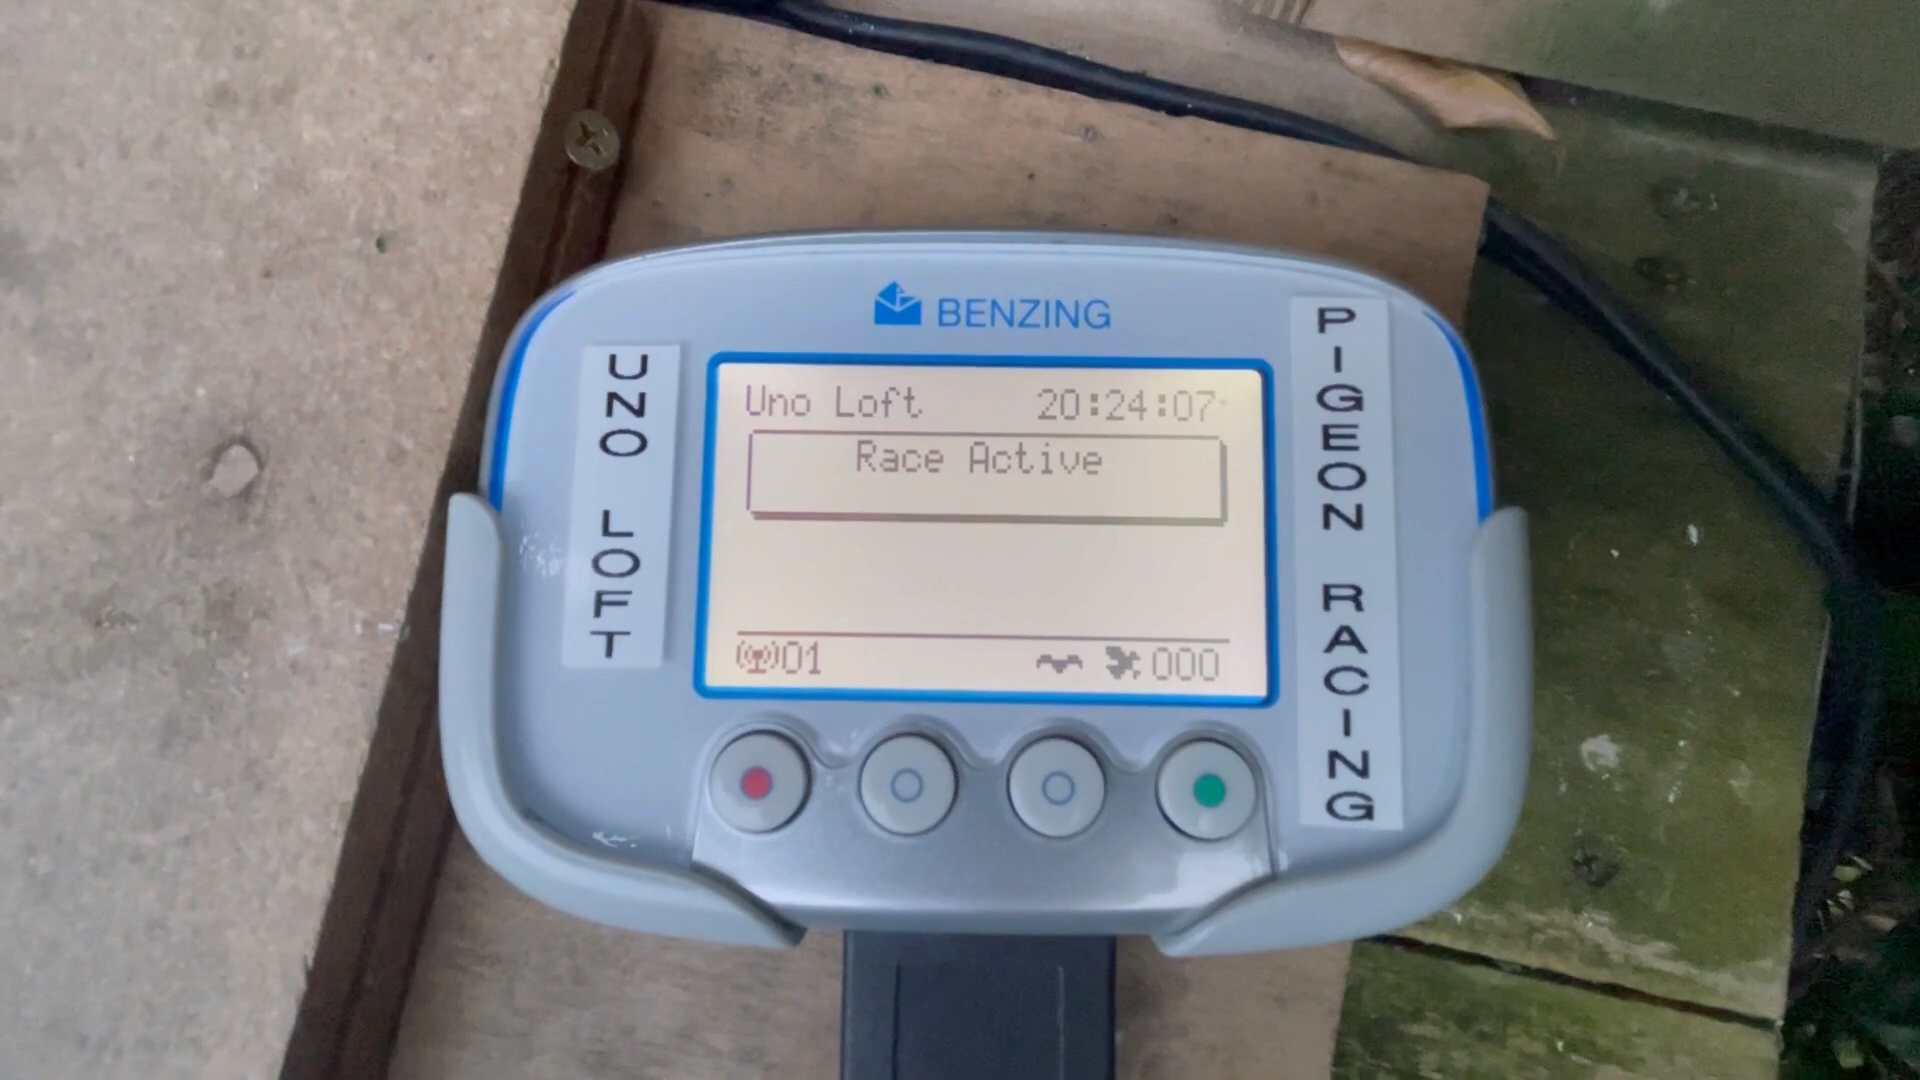 BENZING
UNO LOFT
Uno Loft 20:24:07
Race Active
01 000
PIGEON RACING